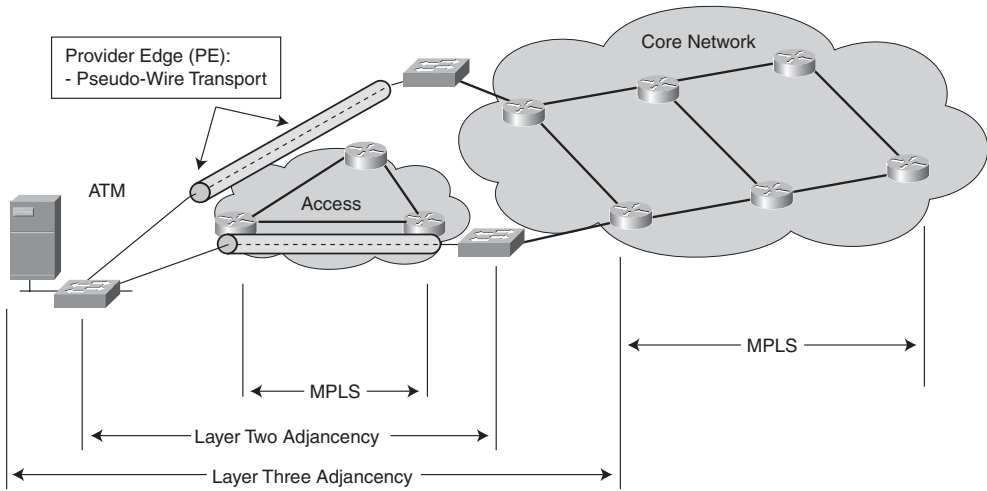 Provider Edge (PE):
- Pseudo-Wire Transport
Core Network
ATM
Access
MPLS
MPLS
Layer Two Adjancency
Layer Three Adjancency